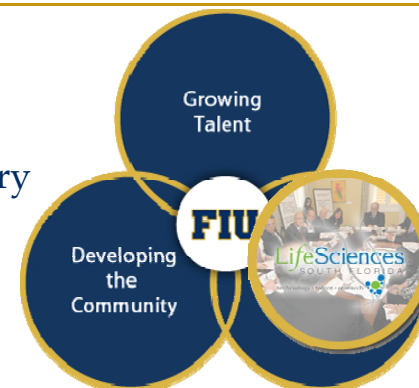 Growing
Talent
ry
FIU
Developing
the
Community
LifeSciences
SOUTH FLORIDA